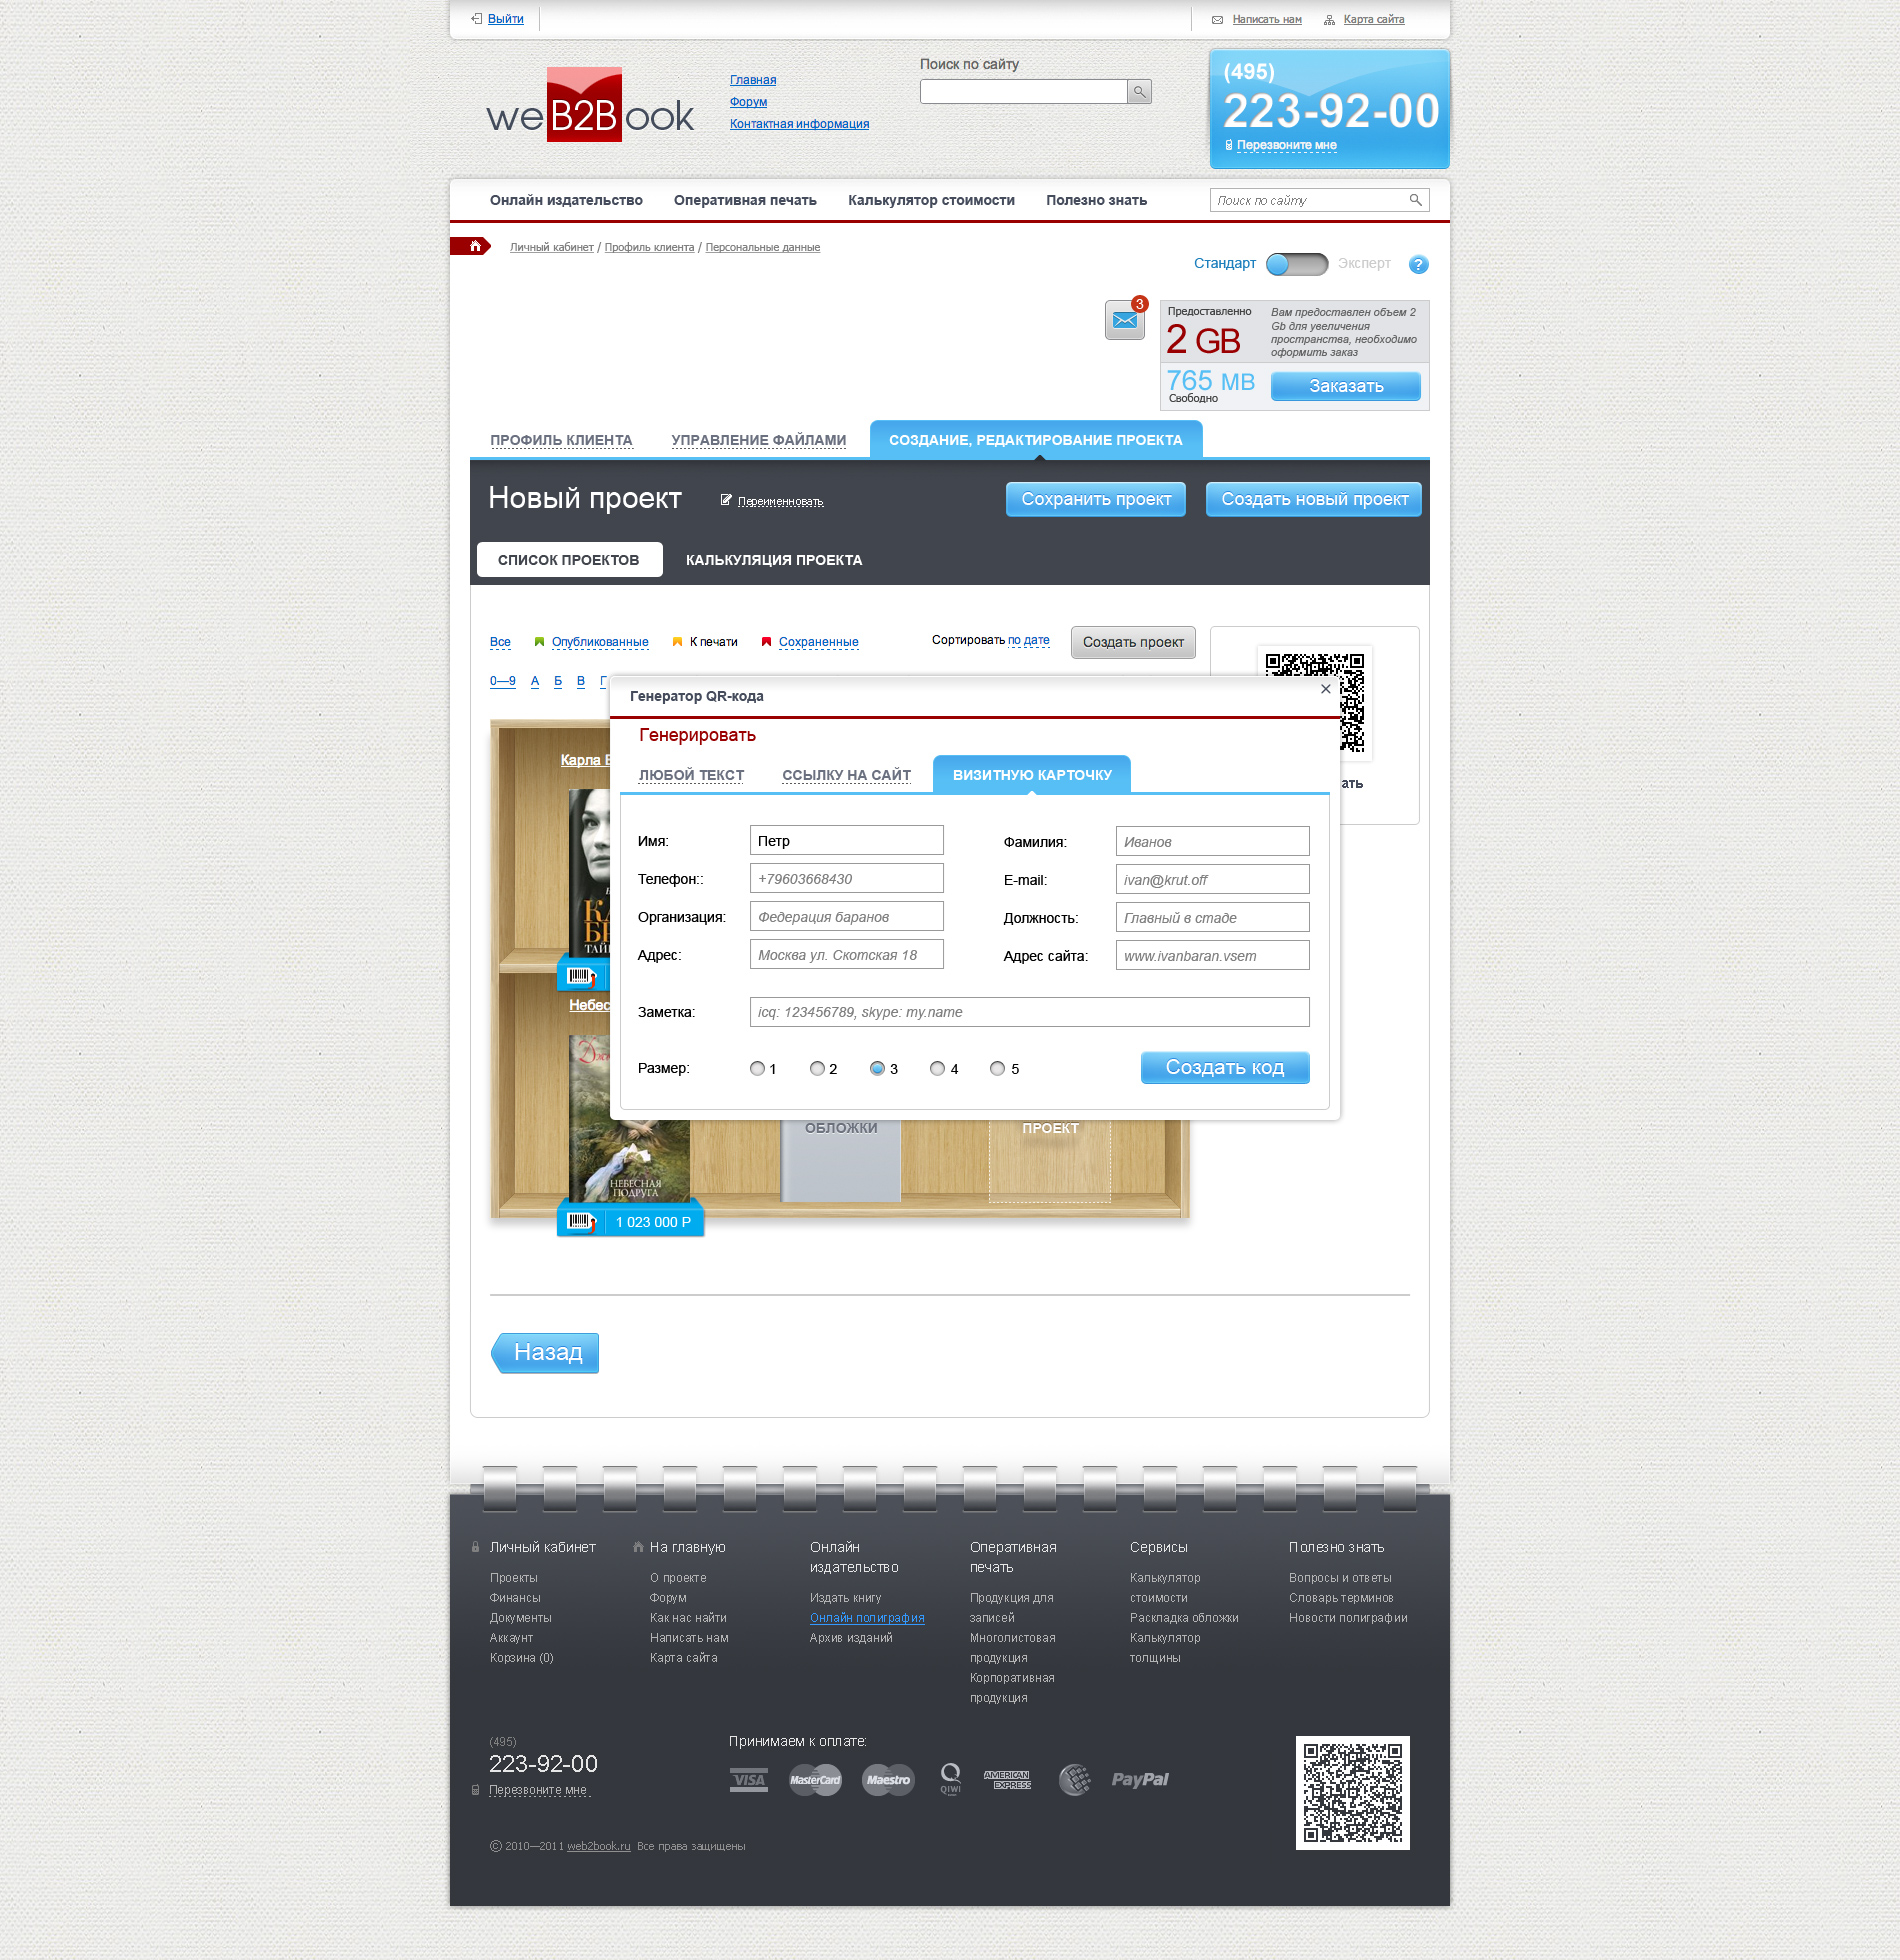 Выйти
Написать нам
Карта сайта
weB2Book
Главная
Форум
Контактная информация
Поиск по сайту
(495)
223-92-00
Перезвоните мне
Онлайн издательство
Оперативная печать
Калькулятор стоимости
Полезно знать
Поиск по сайту
Личный кабинет / Профиль клиента / Персональные данные
Стандарт
Эксперт
?
3
Предоставленно
2 GB
Вам предоставлен объем 2
Gb для увеличения
пространства, необходимо
оформить заказ
765 MB
Свободно
Заказать
ПРОФИЛЬ КЛИЕНТА
УПРАВЛЕНИЕ ФАЙЛАМИ
СОЗДАНИЕ, РЕДАКТИРОВАНИЕ ПРОЕКТА
Новый проект
Переименновать
Сохранить проект
Создать новый проект
СПИСОК ПРОЕКТОВ
КАЛЬКУЛЯЦИЯ ПРОЕКТА
Все
Опубликованные
К печати
Сохраненные
Сортировать по дате
Создать проект
0—9 А Б В Г
Генератор QR-кода
Генерировать
ЛЮБОЙ ТЕКСТ
ССЫЛКУ НА САЙТ
ВИЗИТНУЮ КАРТОЧКУ
Имя: Петр
Фамилия: Иванов
Телефон:: +79603668430
E-mail: ivan@krut.off
Организация: Федерация баранов
Должность: Главный в стаде
Адрес: Москва ул. Скотская 18
Адрес сайта: www.ivanbaran.vsem
Заметка: icq: 123456789, skype: my.name
Размер: 1 2 3 4 5
Создать код
Карла
ать
Небес
ОБЛОЖКИ
ПРОЕКТ
НЕБЕСНАЯ
ПОДРУГА
1 023 000 Р
Назад
Личный кабинет
Проекты
Финансы
Документы
Аккаунт
Корзина (0)
На главную
О проекте
Форум
Как нас найти
Написать нам
Карта сайта
Онлайн
издательство
Издать книгу
Онлайн полиграфия
Архив изданий
Оперативная
печать
Продукция для
записей
Многолистовая
продукция
Корпоративная
продукция
Сервисы
Калькулятор
стоимости
Раскладка обложки
Калькулятор
толщины
Полезно знать
Вопросы и ответы
Словарь терминов
Новости полиграфии
(495)
223-92-00
Перезвоните мне
Принимаем к оплате:
VISA
MasterCard
Maestro
QIWI
AMERICAN
EXPRESS
PayPal
© 2010—2011 web2book.ru Все права защищены